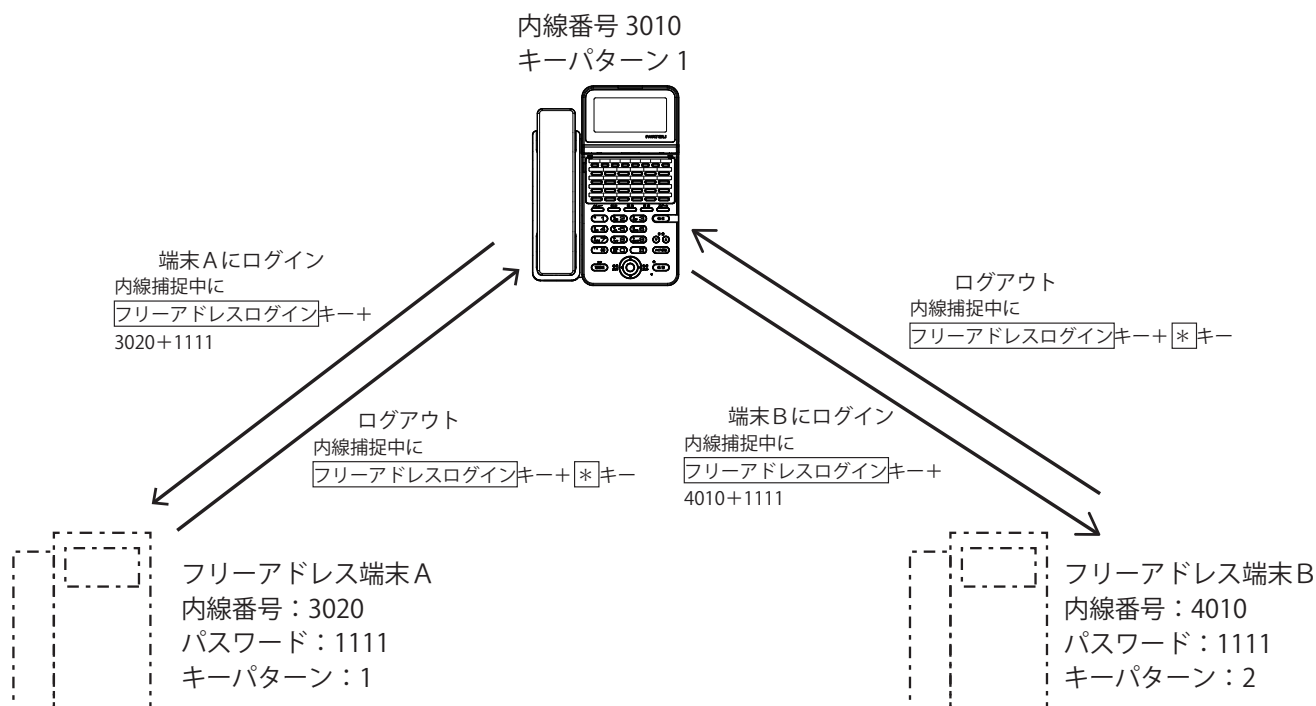 内線番号 3010
キーパターン 1
端末Aにログイン
内線捕捉中に
フリーアドレスログインキー＋
3020＋1111
ログアウト
内線捕捉中に
フリーアドレスログインキー＋＊キー
ログアウト
内線捕捉中に
フリーアドレスログインキー＋＊キー
端末Bにログイン
内線捕捉中に
フリーアドレスログインキー＋
4010＋1111
フリーアドレス端末A
内線番号：3020
パスワード：1111
キーパターン：1
フリーアドレス端末B
内線番号：4010
パスワード：1111
キーパターン：2